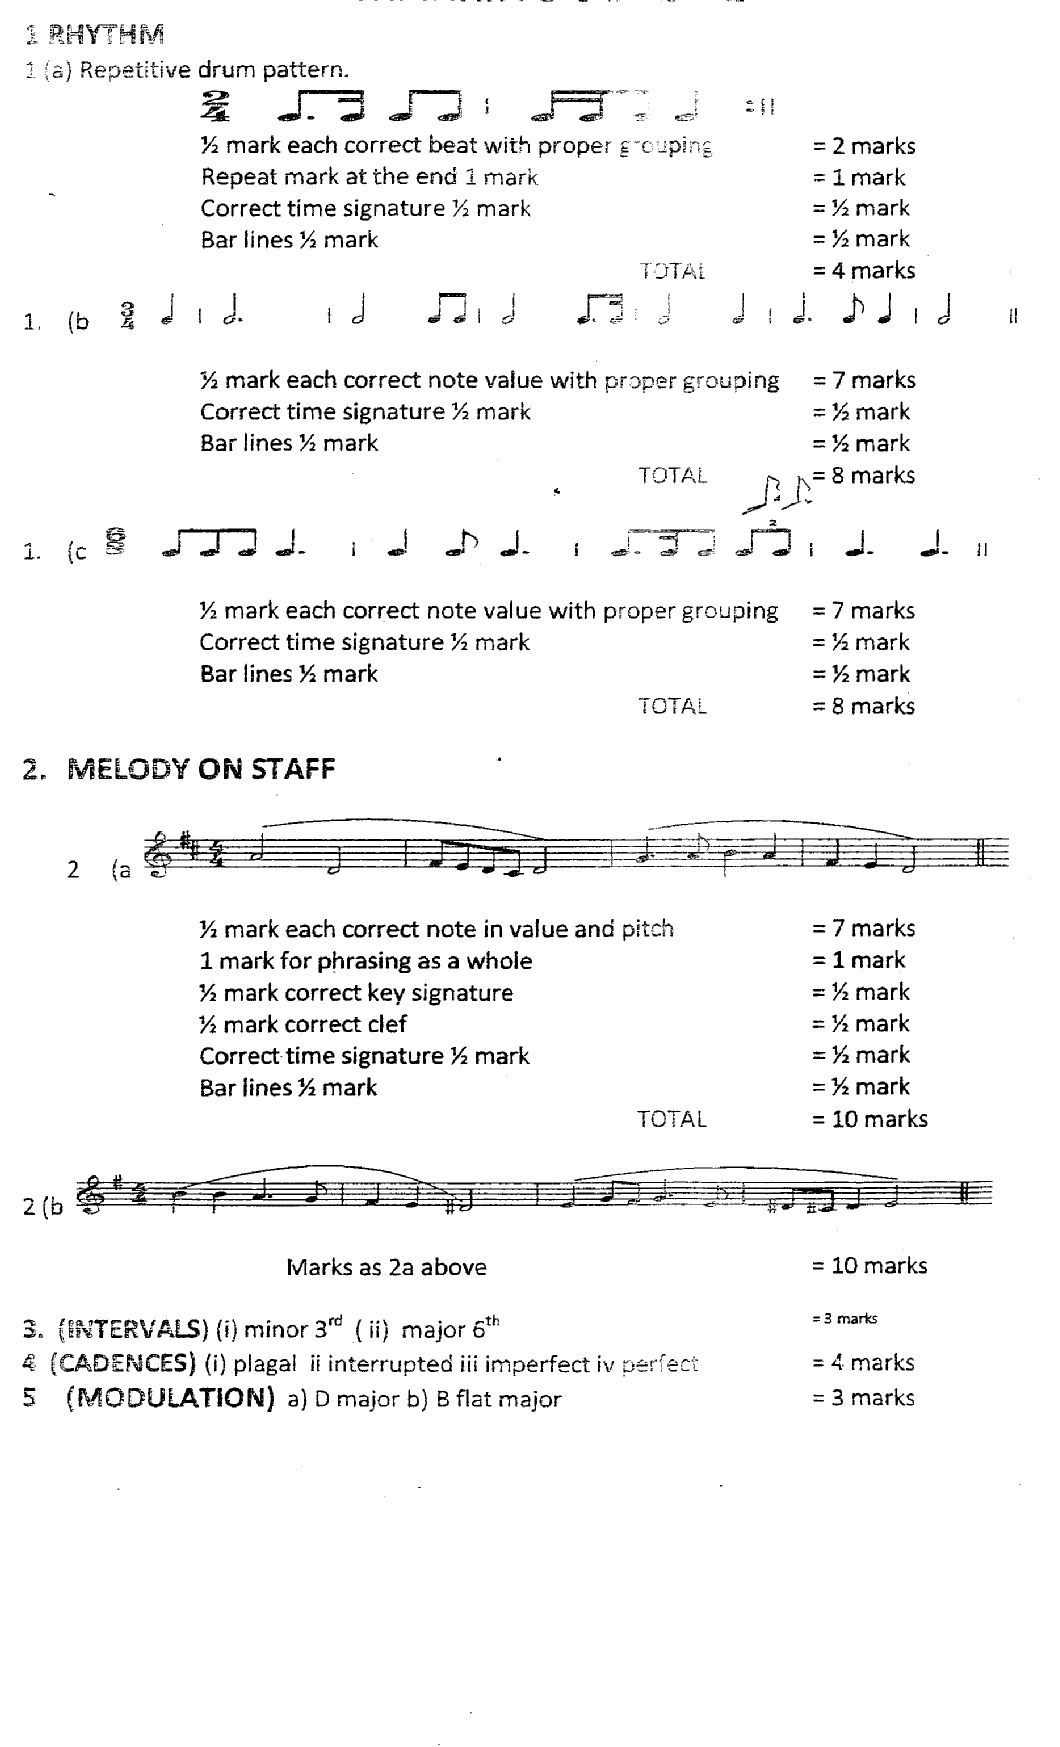 1 RHYTHM
1 (a) Repetitive drum pattern.
2/4
½ mark each correct beat with proper grouping = 2 marks
Repeat mark at the end 1 mark = 1 mark
Correct time signature ½ mark = ½ mark
Bar lines ½ mark = ½ mark
TOTAL = 4 marks
1. (b 3/4
½ mark each correct note value with proper grouping = 7 marks
Correct time signature ½ mark = ½ mark
Bar lines ½ mark = ½ mark
TOTAL = 8 marks
1. (c 6/8 2
½ mark each correct note value with proper grouping = 7 marks
Correct time signature ½ mark = ½ mark
Bar lines ½ mark = ½ mark
TOTAL = 8 marks
2. MELODY ON STAFF
2 (a
½ mark each correct note in value and pitch = 7 marks
1 mark for phrasing as a whole = 1 mark
½ mark correct key signature = ½ mark
½ mark correct clef = ½ mark
Correct time signature ½ mark = ½ mark
Bar lines ½ mark = ½ mark
TOTAL = 10 marks
2 (b
Marks as 2a above = 10 marks
3. (INTERVALS) (i) minor 3rd ( ii) major 6th = 3 marks
4 (CADENCES) (i) plagal ii interrupted iii imperfect iv perfect = 4 marks
5 (MODULATION) a) D major b) B flat major = 3 marks